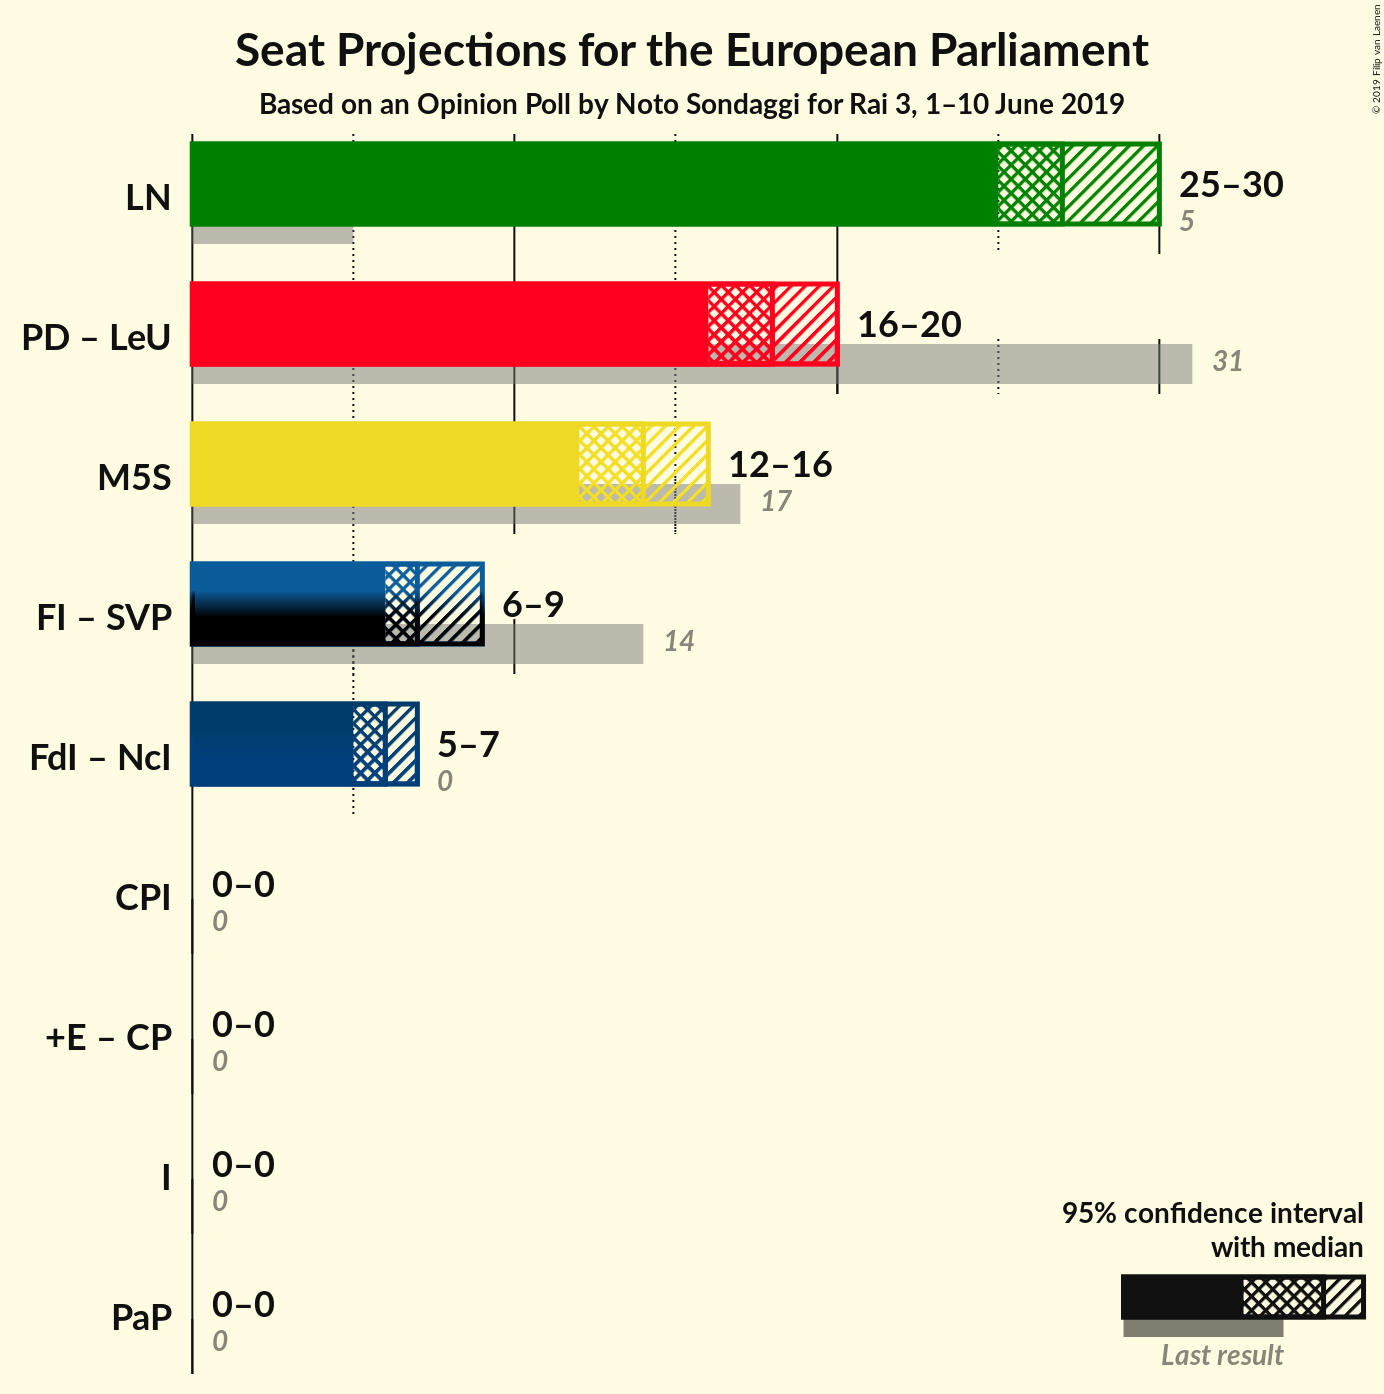 Seat Projections for the European Parliament
Based on an Opinion Poll by Noto Sondaggi for Rai 3, 1–10 June 2019
© 2019 Filip van Laenen
LN
25–30
5
PD – LeU
16–20
31
M5S
12–16
17
FI – SVP
6–9
14
FdI – NcI
5–7
0
CPI
0–0
0
+E – CP
0–0
0
I
0–0
0
PaP
0–0
0
95% confidence interval
with median
Last result